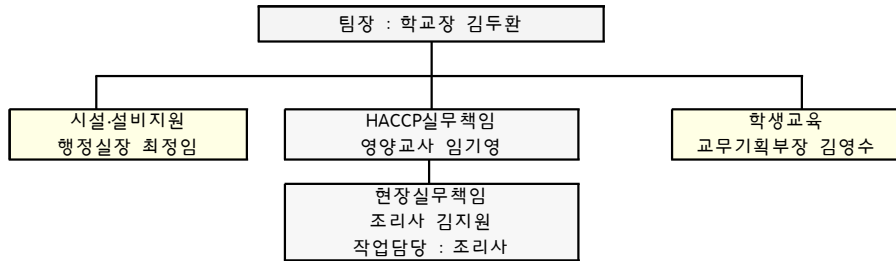 팀장 : 학교장 김두환
시설·설비지원
행정실장 최정임
HACCP실무책임
영양교사 임기영
학생교육
교무기획부장 김영수
현장실무책임
조리사 김지원
작업담당 : 조리사